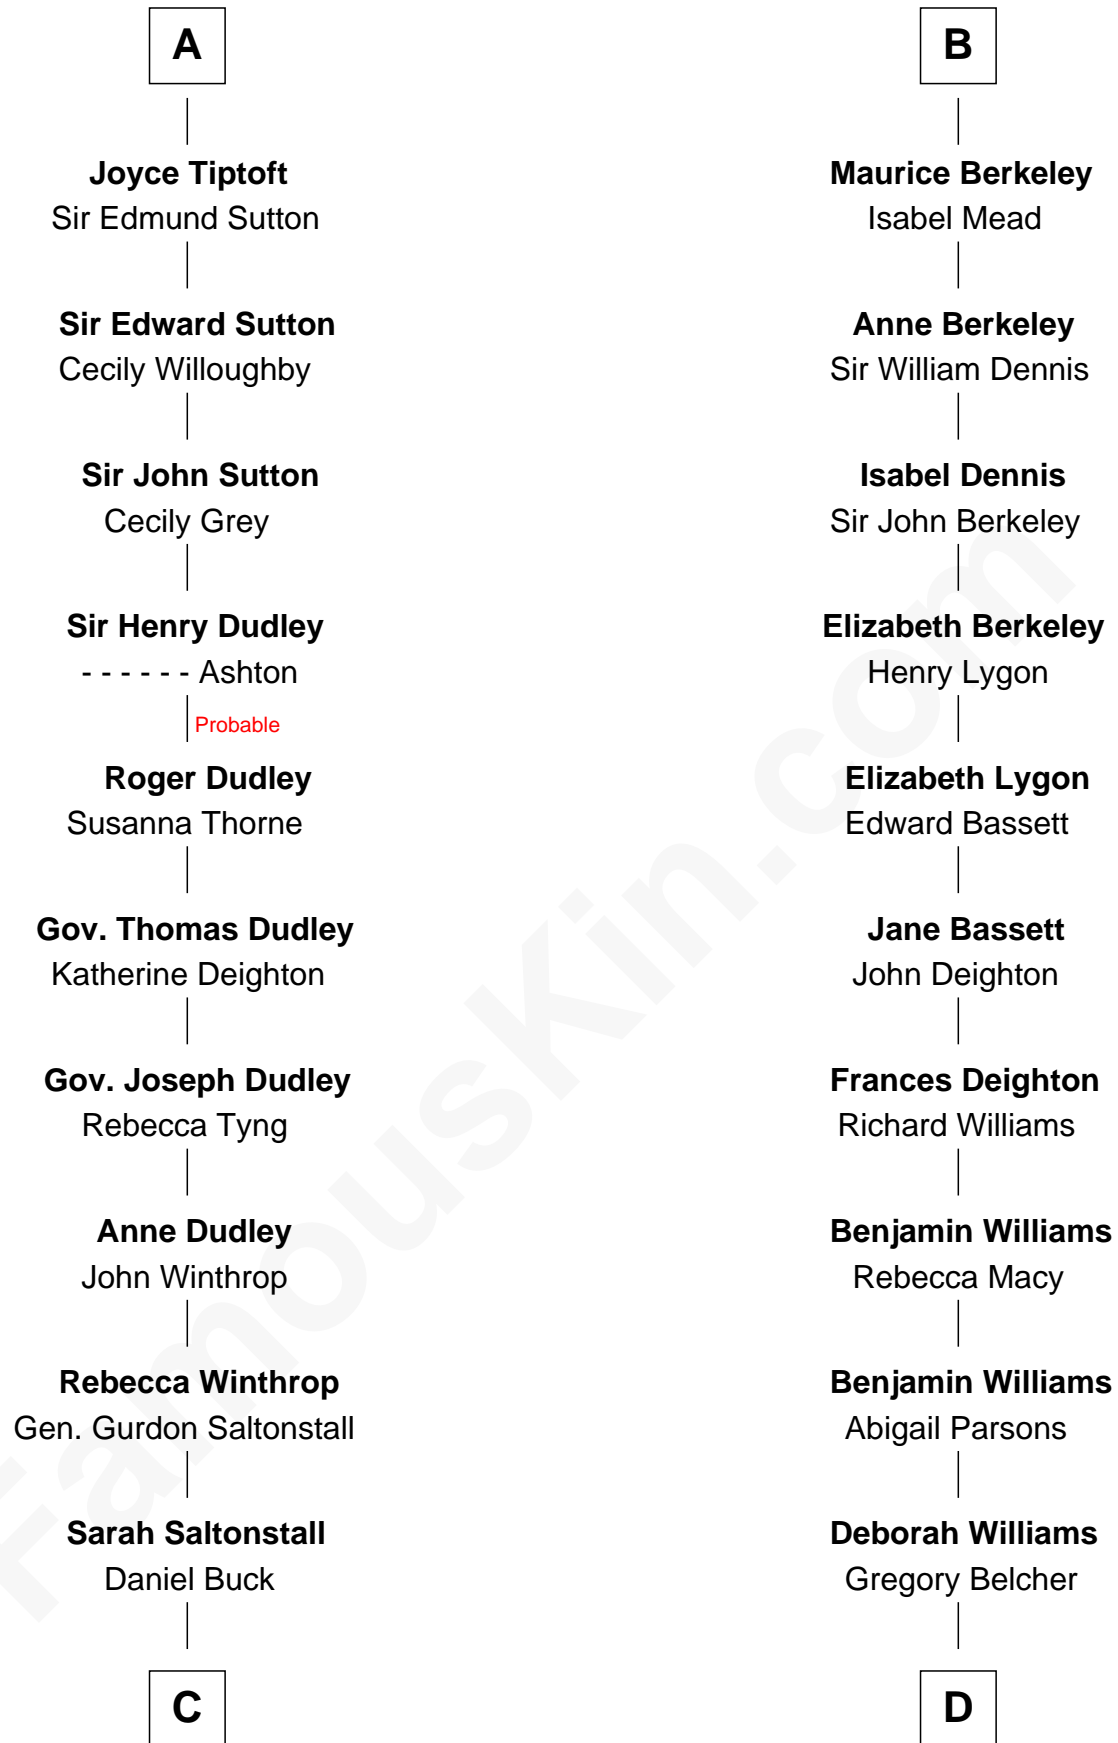 A
Joyce Tiptoft
Sir Edmund Sutton
Sir Edward Sutton
Cecily Willoughby
Sir John Sutton
Cecily Grey
Sir Henry Dudley
- - - - - - Ashton
Probable
Roger Dudley
Susanna Thorne
Gov. Thomas Dudley
Katherine Deighton
Gov. Joseph Dudley
Rebecca Tyng
Anne Dudley
John Winthrop
Rebecca Winthrop
Gen. Gurdon Saltonstall
Sarah Saltonstall
Daniel Buck
C
B
Maurice Berkeley
Isabel Mead
Anne Berkeley
Sir William Dennis
Isabel Dennis
Sir John Berkeley
Elizabeth Berkeley
Henry Lygon
Elizabeth Lygon
Edward Bassett
Jane Bassett
John Deighton
Frances Deighton
Richard Williams
Benjamin Williams
Rebecca Macy
Benjamin Williams
Abigail Parsons
Deborah Williams
Gregory Belcher
D
FamousKin.com